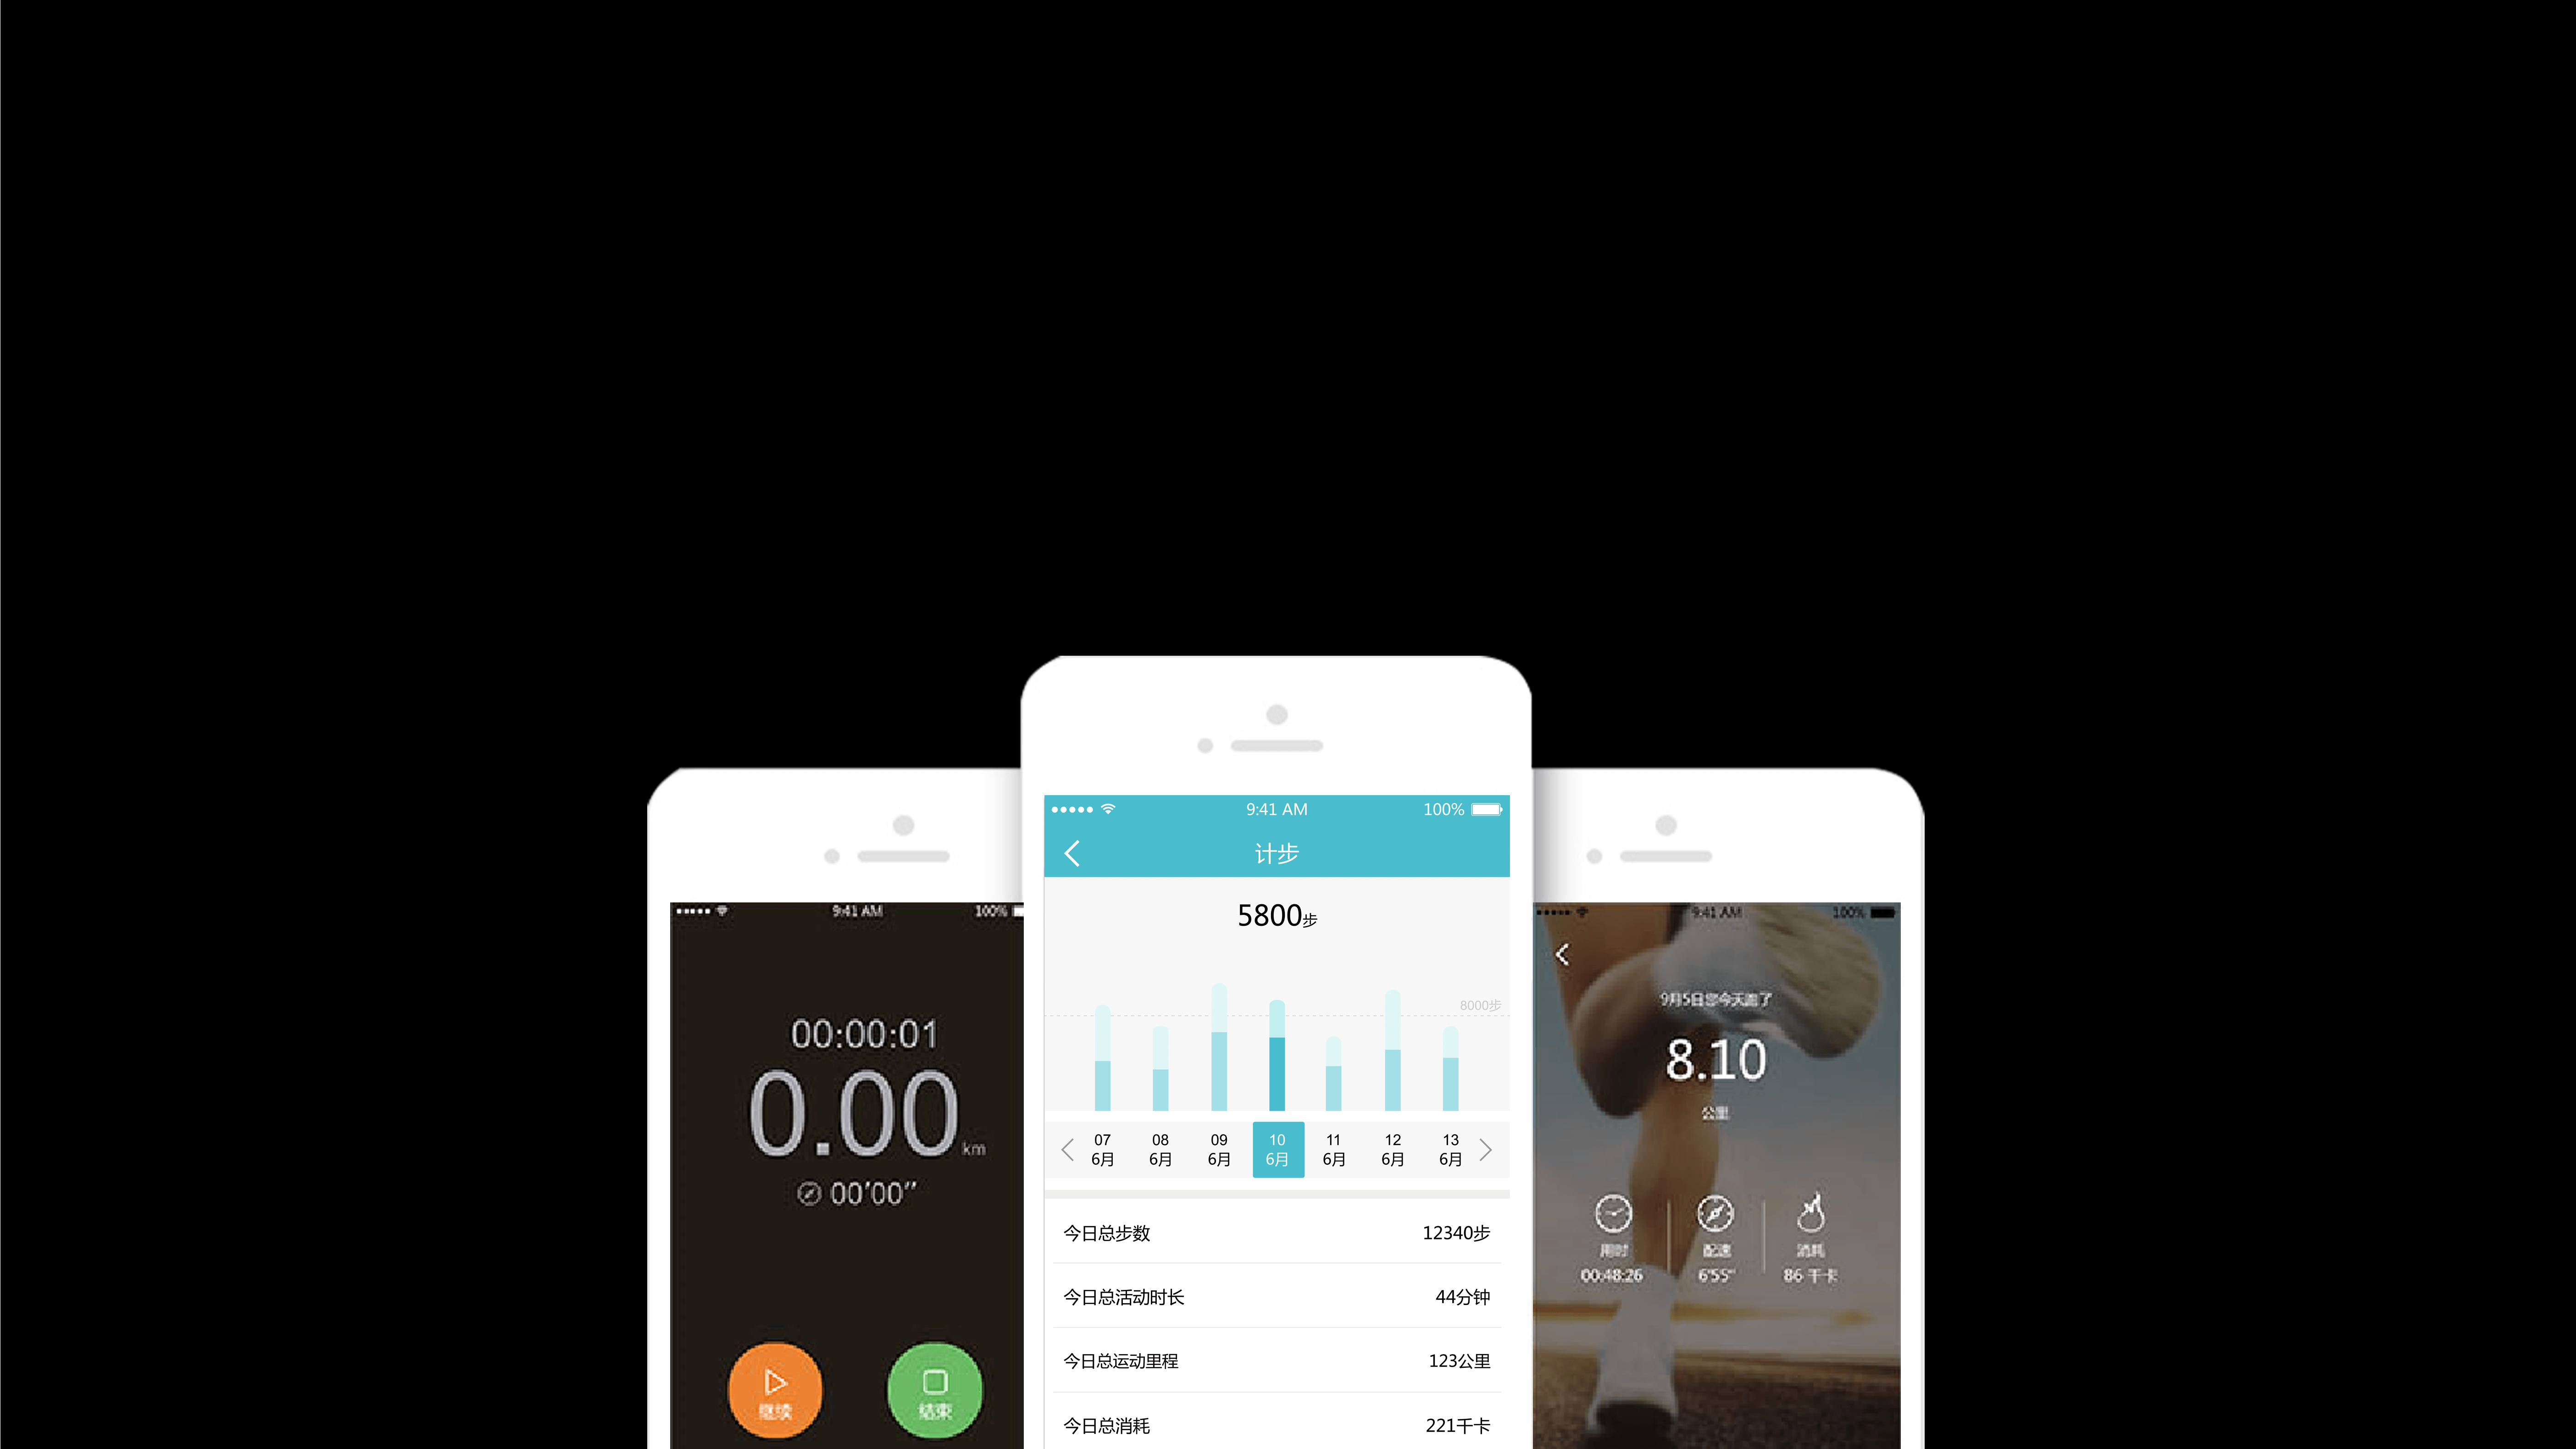 9:41 AM 100%
00:00:01
0.00 km
00'00"
继续
结束
9:41 AM 100%
计步
5800步
8000步
07 08 09 10 11 12 13
6月 6月 6月 6月 6月 6月 6月
今日总步数 12340步
今日总活动时长 44分钟
今日总运动里程 123公里
今日总消耗 221千卡
9:41 AM 100%
9月5日您今天跑了
8.10
公里
用时 配速 消耗
00:48:26 6'55" 86 千卡